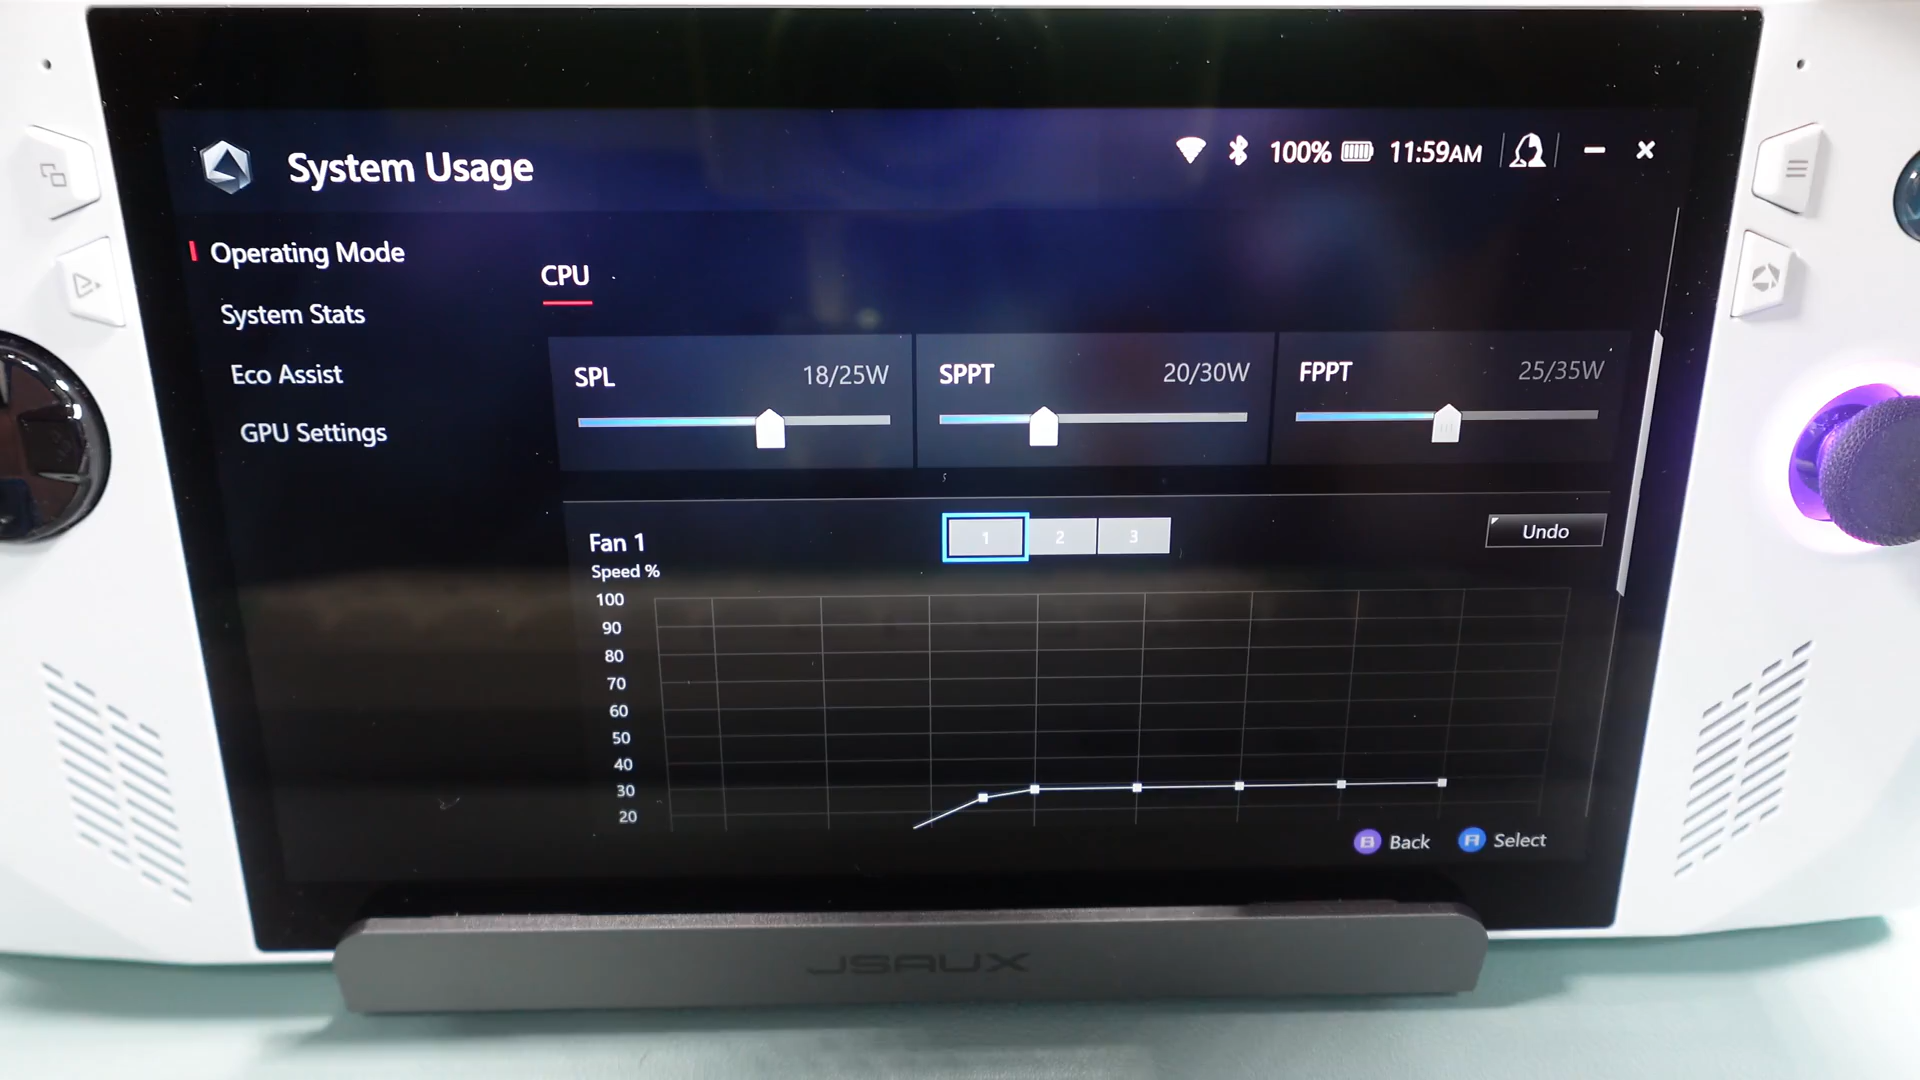 System Usage
100% 11:59AM
Operating Mode
System Stats
Eco Assist
GPU Settings
CPU
SPL 18/25W
SPPT 20/30W
FPPT 25/35W
Fan 1
1 2 3
Undo
Speed %
100
90
80
70
60
50
40
30
20
B Back A Select
JSAUX